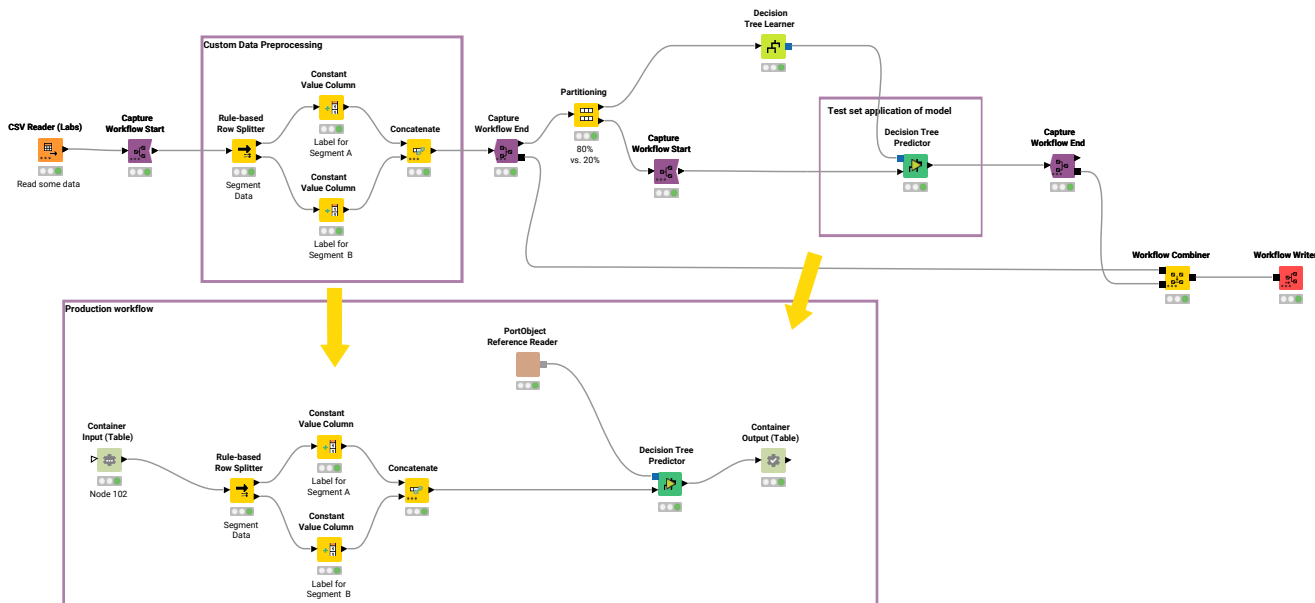 Decision
Tree Learner
Custom Data Preprocessing
Constant
Value Column
Label for
Segment A
CSV Reader (Labs)
Read some data
Capture
Workflow Start
Rule-based
Row Splitter
Segment
Data
Concatenate
Constant
Value Column
Label for
Segment B
Capture
Workflow End
Partitioning
80%
vs. 20%
Capture
Workflow Start
Test set application of model
Decision Tree
Predictor
Capture
Workflow End
Workflow Combiner
Workflow Writer
Production workflow
PortObject
Reference Reader
Container
Input (Table)
Node 102
Rule-based
Row Splitter
Segment
Data
Constant
Value Column
Label for
Segment A
Constant
Value Column
Label for
Segment B
Concatenate
Decision Tree
Predictor
Container
Output (Table)